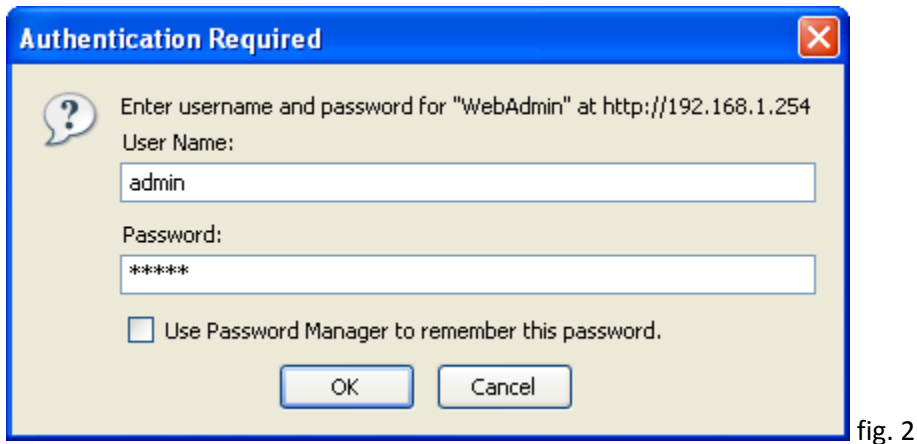 Authentication Required
?
Enter username and password for "WebAdmin" at http://192.168.1.254
User Name:
admin
Password:
*****
Use Password Manager to remember this password.
OK Cancel
fig. 2